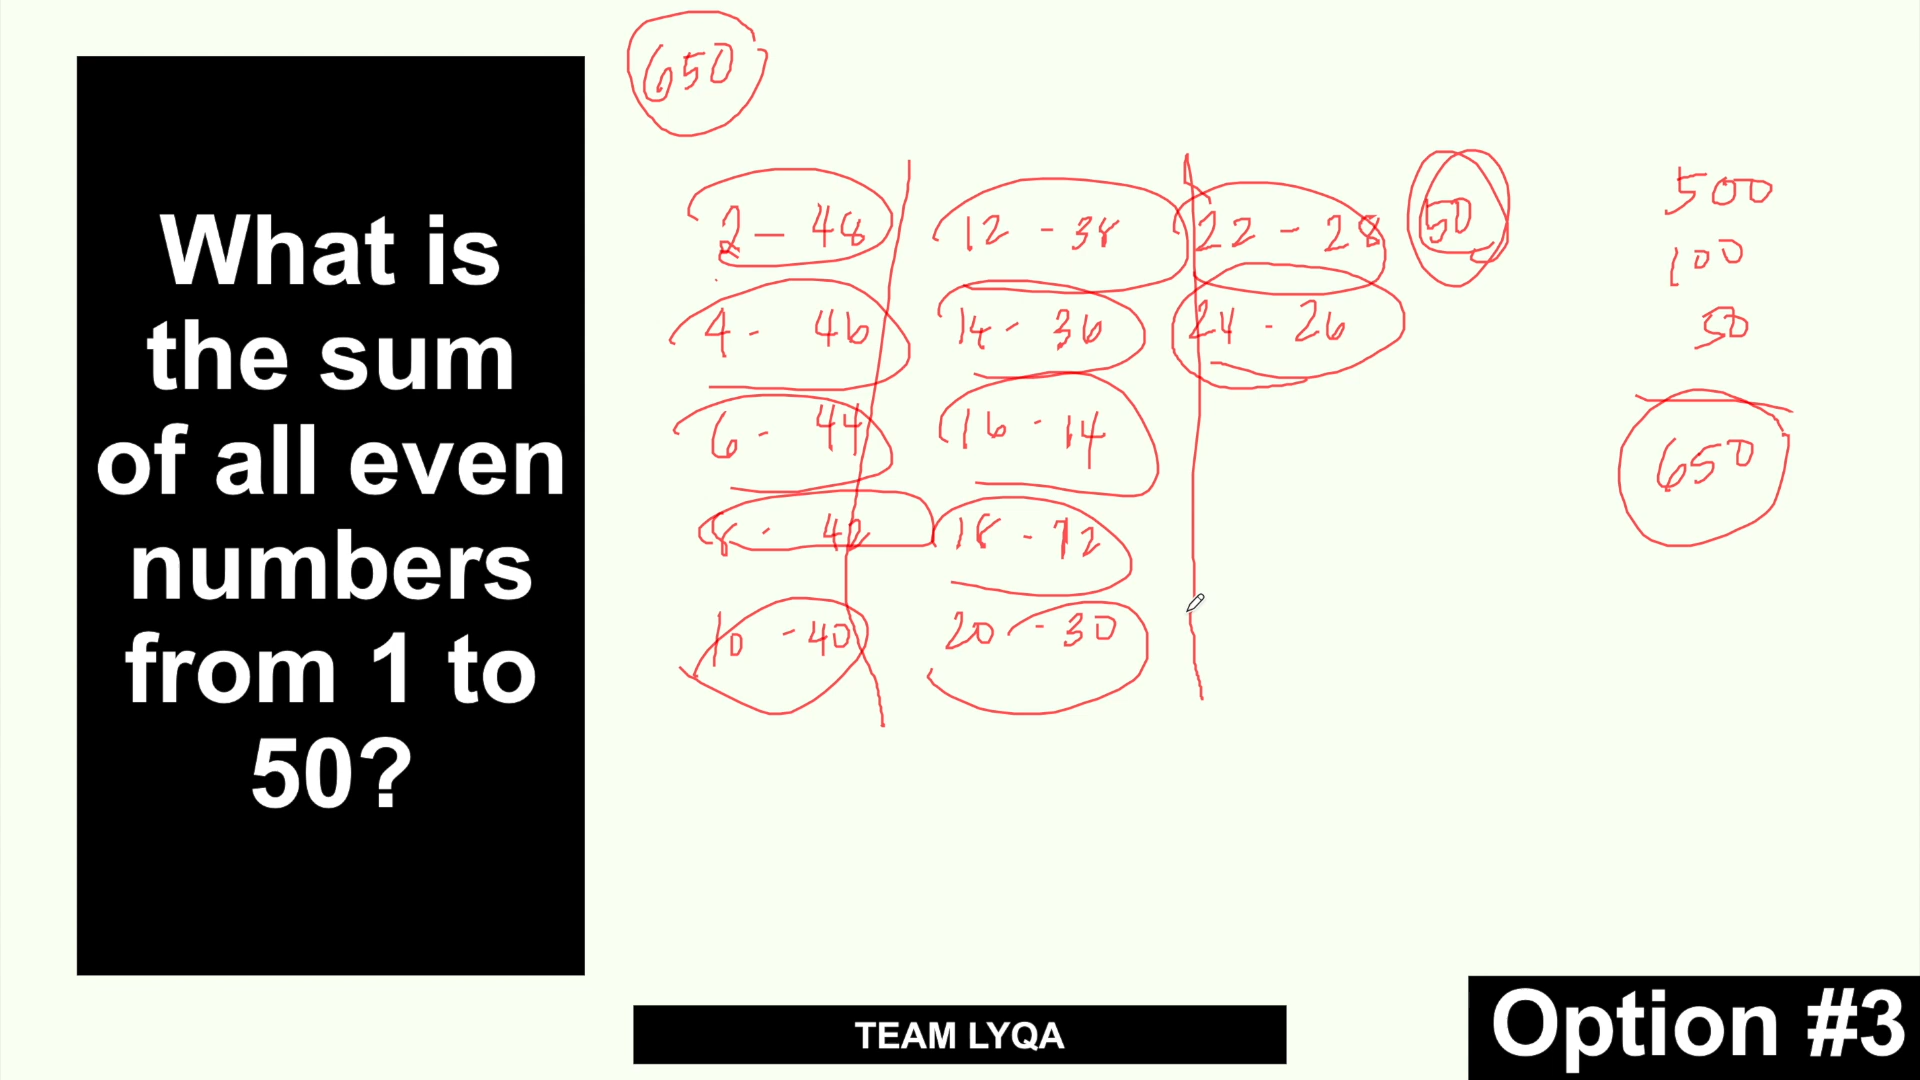 What is
the sum
of all even
numbers
from 1 to
50?
650
2 - 48
4 - 46
6 - 44
8 - 42
10 - 40
12 - 38
14 - 36
16 - 14
18 - 12
20 - 30
22 - 28
24 - 26
50
500
100
50
650
TEAM LYQA
Option #3